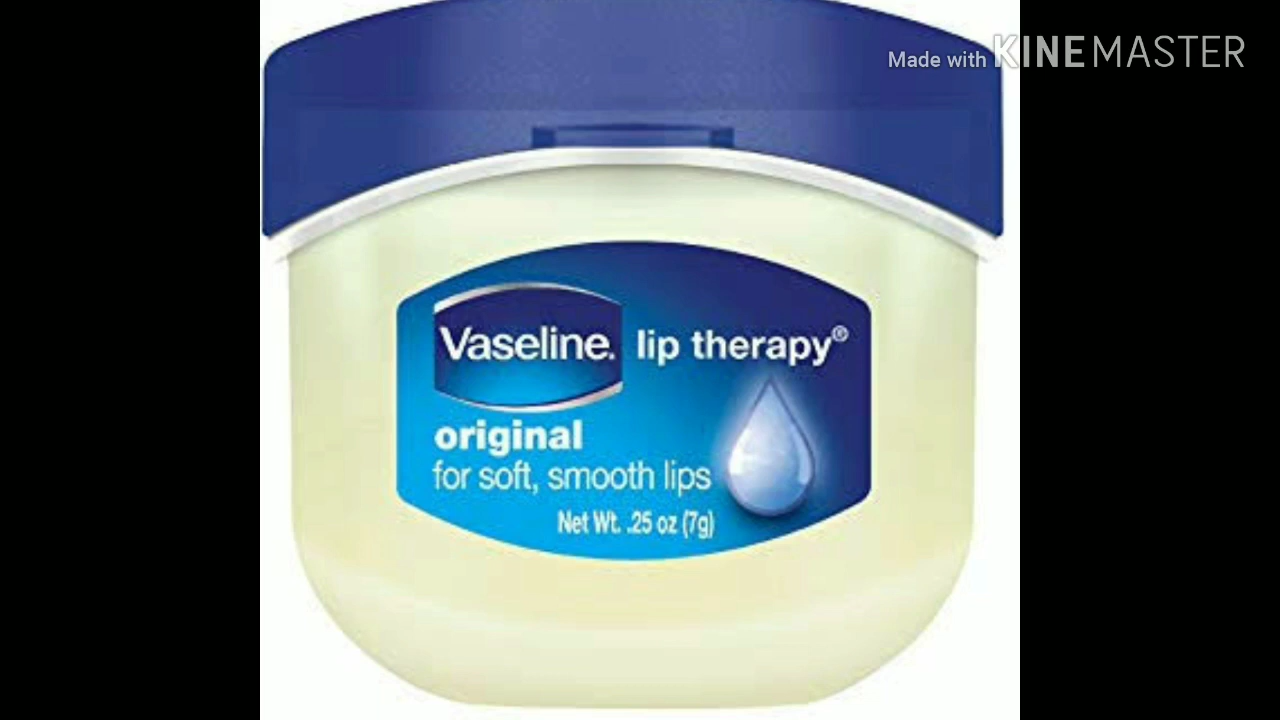 Made with KINEMASTER
Vaseline. lip therapy®
original
for soft, smooth lips
Net Wt. .25 oz (7g)